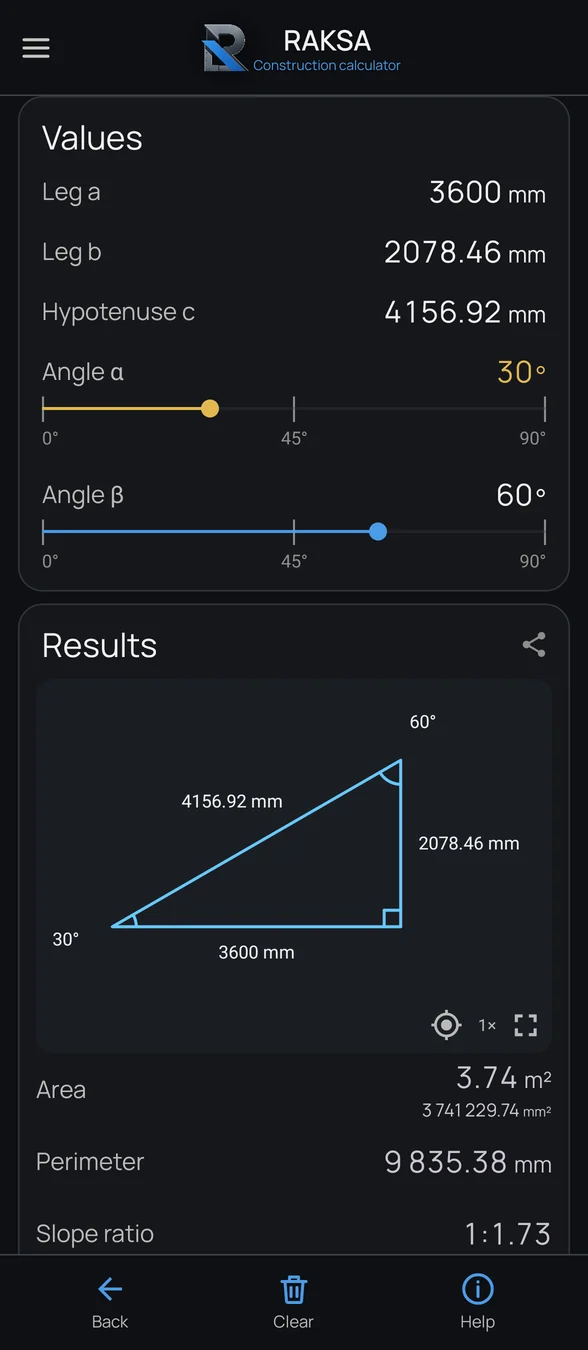 RAKSA
Construction calculator
Values
Leg a 3600 mm
Leg b 2078.46 mm
Hypotenuse c 4156.92 mm
Angle α 30°
0° 45° 90°
Angle β 60°
0° 45° 90°
Results
60°
4156.92 mm
2078.46 mm
30°
3600 mm
1×
Area 3.74 m²
3 741 229.74 mm²
Perimeter 9 835.38 mm
Slope ratio 1:1.73
Back Clear Help